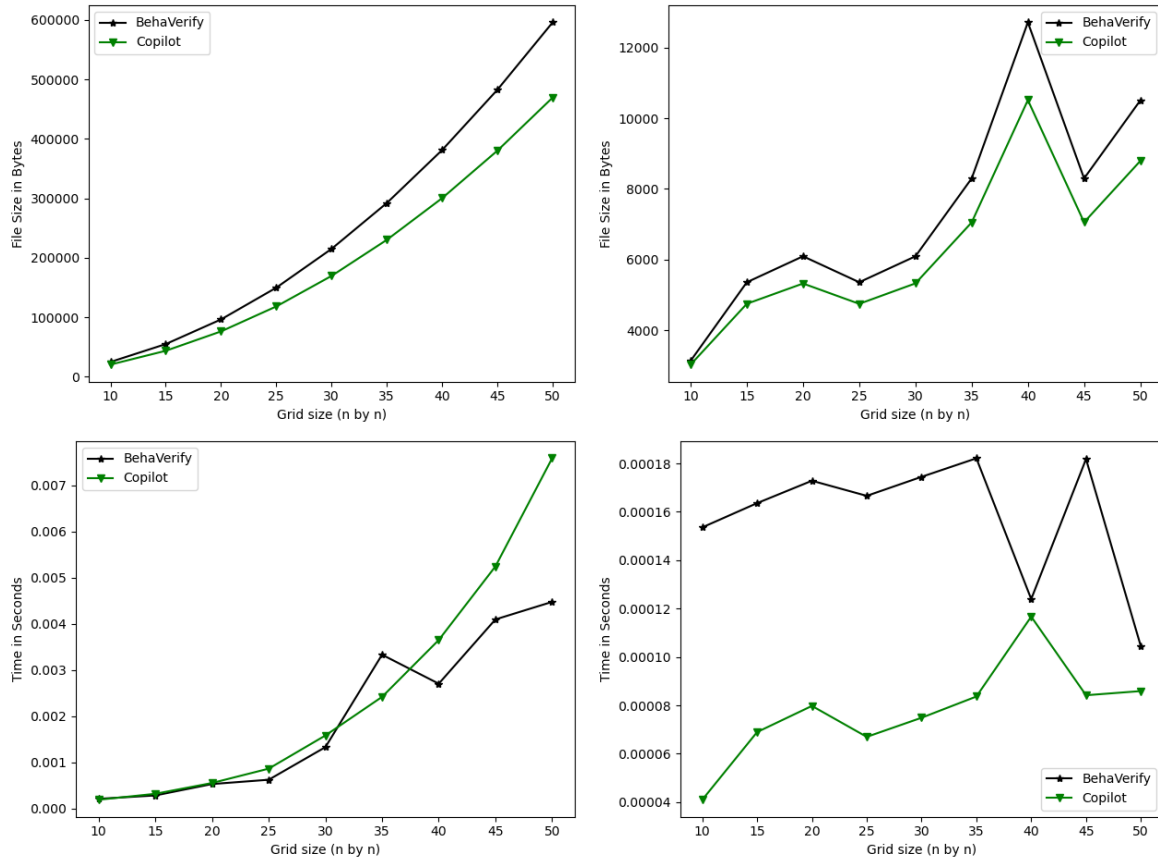 BehaVerify
Copilot
600000
500000
400000
300000
200000
100000
0
File Size in Bytes
10 15 20 25 30 35 40 45 50
Grid size (n by n)
BehaVerify
Copilot
12000
10000
8000
6000
4000
File Size in Bytes
10 15 20 25 30 35 40 45 50
Grid size (n by n)
BehaVerify
Copilot
0.007
0.006
0.005
0.004
0.003
0.002
0.001
0.000
Time in Seconds
10 15 20 25 30 35 40 45 50
Grid size (n by n)
0.00018
0.00016
0.00014
0.00012
0.00010
0.00008
0.00006
0.00004
Time in Seconds
BehaVerify
Copilot
10 15 20 25 30 35 40 45 50
Grid size (n by n)